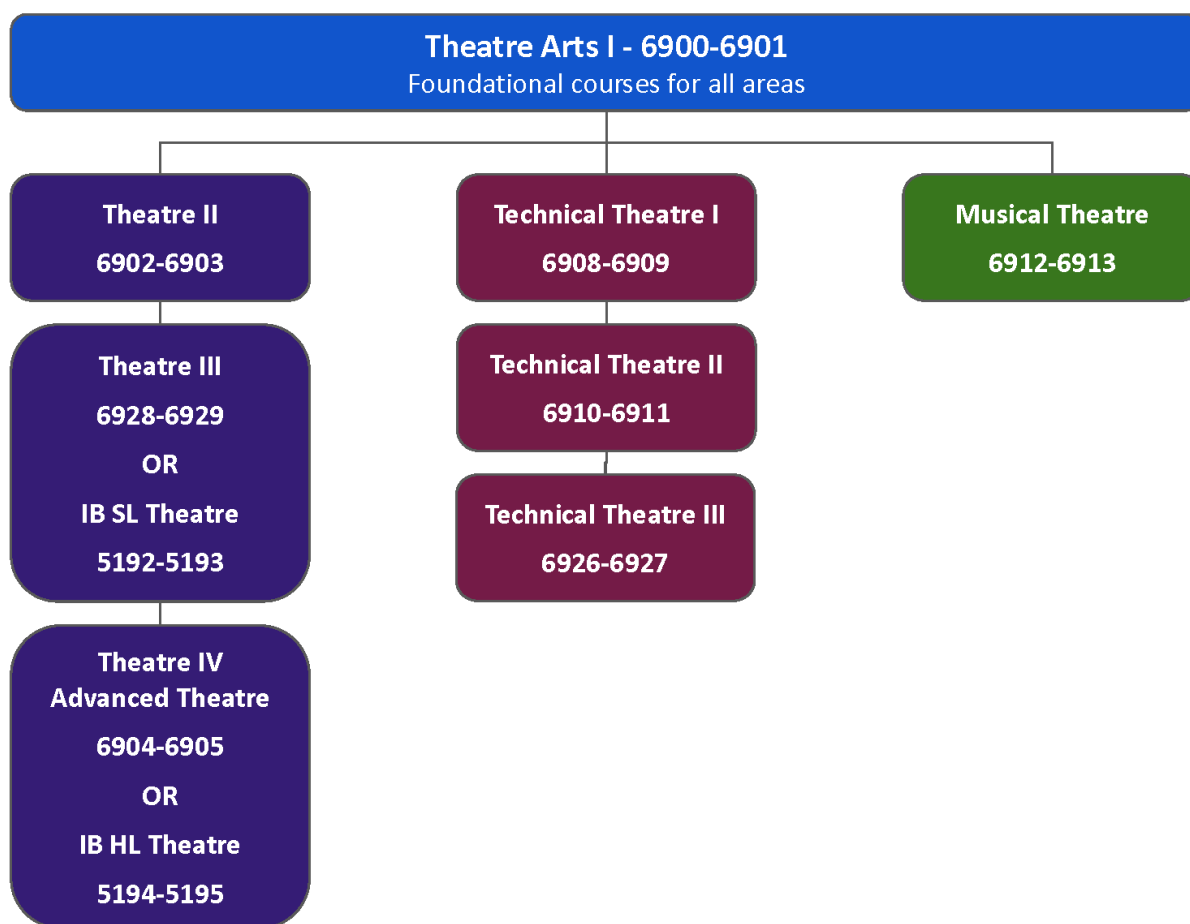 Theatre Arts I - 6900-6901
Foundational courses for all areas
Theatre II
6902-6903
Theatre III
6928-6929
OR
IB SL Theatre
5192-5193
Theatre IV
Advanced Theatre
6904-6905
OR
IB HL Theatre
5194-5195
Technical Theatre I
6908-6909
Technical Theatre II
6910-6911
Technical Theatre III
6926-6927
Musical Theatre
6912-6913